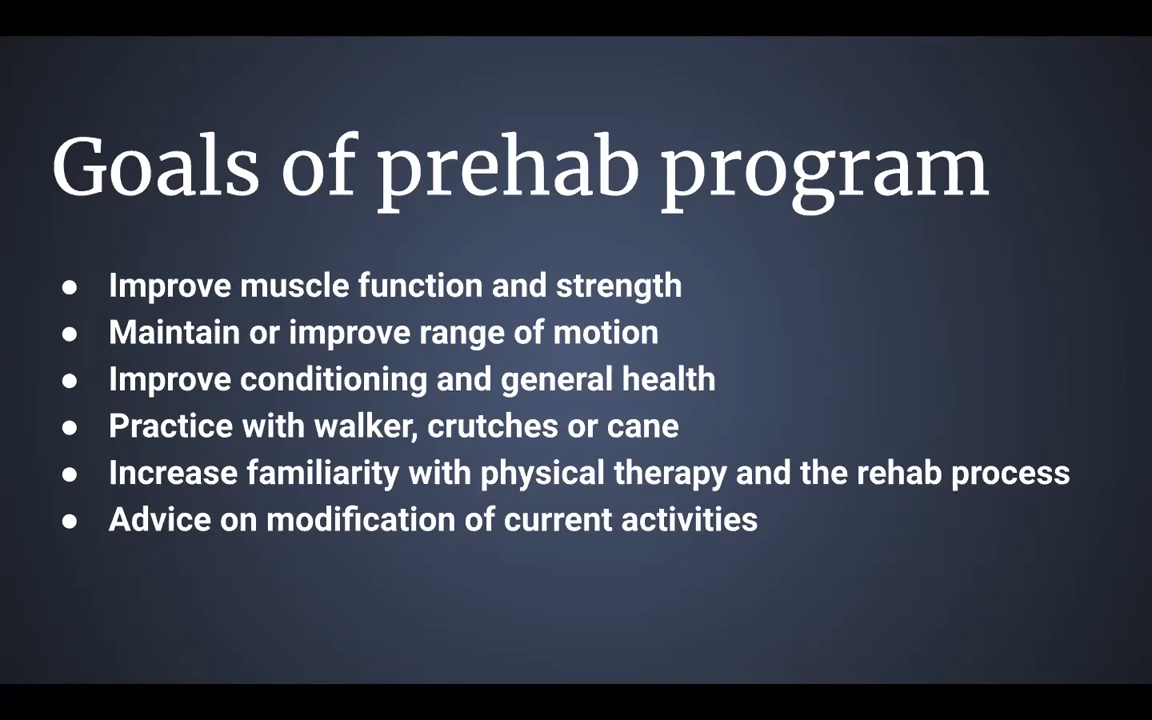 Goals of prehab program
● Improve muscle function and strength
● Maintain or improve range of motion
● Improve conditioning and general health
● Practice with walker, crutches or cane
● Increase familiarity with physical therapy and the rehab process
● Advice on modification of current activities